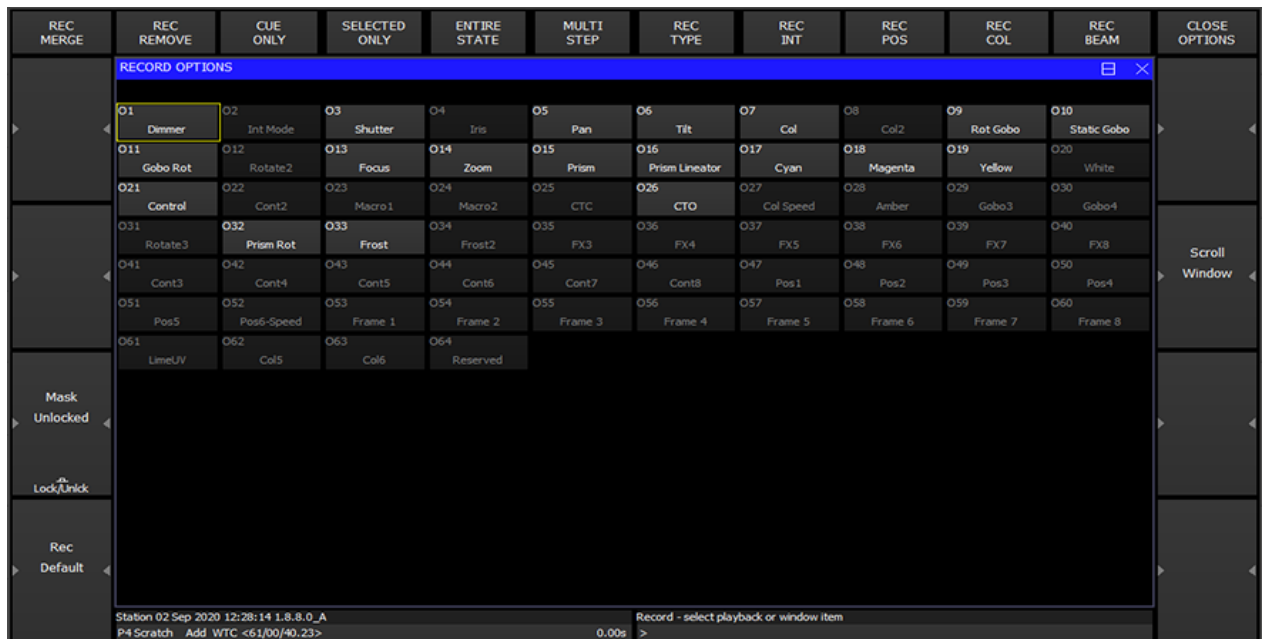 REC
MERGE
REC
REMOVE
CUE
ONLY
SELECTED
ONLY
ENTIRE
STATE
MULTI
STEP
REC
TYPE
REC
INT
REC
POS
REC
COL
REC
BEAM
CLOSE
OPTIONS
RECORD OPTIONS
O1
Dimmer
O2
Int Mode
O3
Shutter
O4
Iris
O5
Pan
O6
Tilt
O7
Col
O8
Col2
O9
Rot Gobo
O10
Static Gobo
O11
Gobo Rot
O12
Rotate2
O13
Focus
O14
Zoom
O15
Prism
O16
Prism Lineator
O17
Cyan
O18
Magenta
O19
Yellow
O20
White
O21
Control
O22
Cont2
O23
Macro1
O24
Macro2
O25
CTC
O26
CTO
O27
Col Speed
O28
Amber
O29
Gobo3
O30
Gobo4
O31
Rotate3
O32
Prism Rot
O33
Frost
O34
Frost2
O35
FX3
O36
FX4
O37
FX5
O38
FX6
O39
FX7
O40
FX8
O41
Cont3
O42
Cont4
O43
Cont5
O44
Cont6
O45
Cont7
O46
Cont8
O47
Pos1
O48
Pos2
O49
Pos3
O50
Pos4
O51
Pos5
O52
Pos6-Speed
O53
Frame 1
O54
Frame 2
O55
Frame 3
O56
Frame 4
O57
Frame 5
O58
Frame 6
O59
Frame 7
O60
Frame 8
O61
LimeUV
O62
Col5
O63
Col6
O64
Reserved
Scroll
Window
Mask
Unlocked
Lock/Unlck
Rec
Default
Station 02 Sep 2020 12:28:14 1.8.8.0_A
Record - select playback or window item
P4 Scratch Add WTC <61/00/40.23> 0.00s >